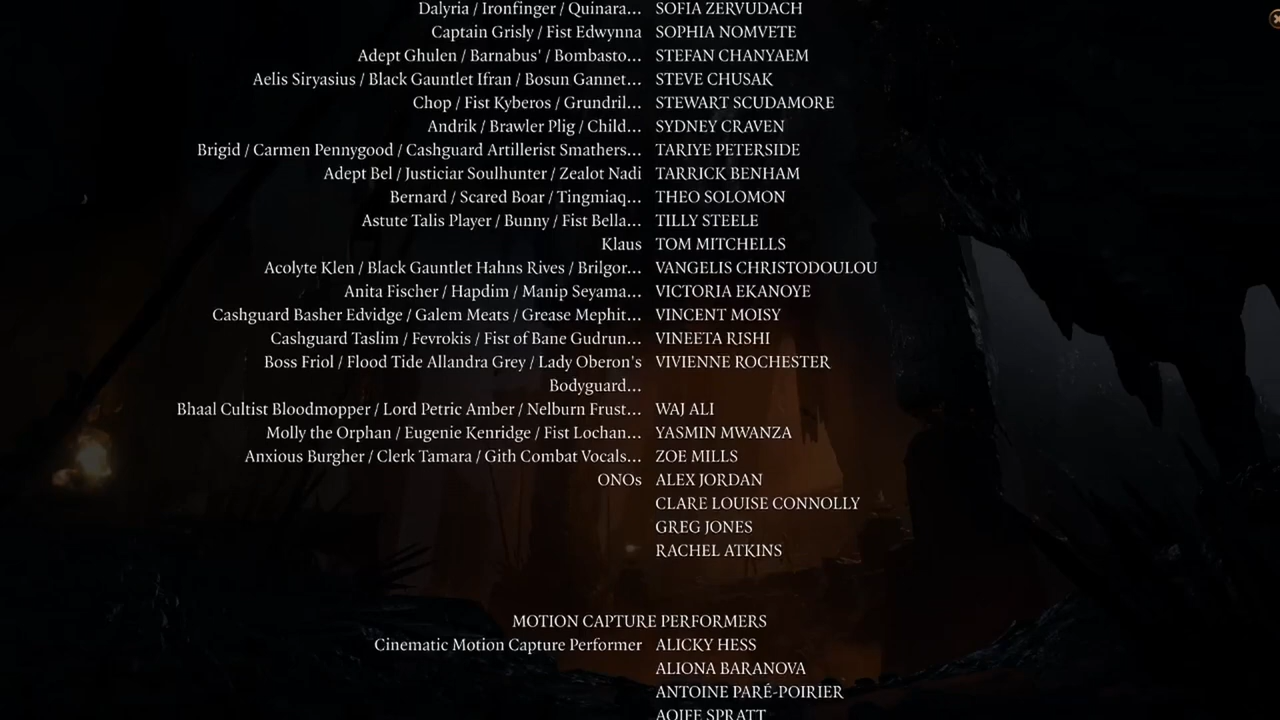 Dalyria / Ironfinger / Quinara... SOFIA ZERVUDACH
Captain Grisly / Fist Edwynna SOPHIA NOMVETE
Adept Ghulen / Barnabus' / Bombasto... STEFAN CHANYAEM
Aelis Siryasius / Black Gauntlet Ifran / Bosun Gannet... STEVE CHUSAK
Chop / Fist Kyberos / Grundril... STEWART SCUDAMORE
Andrik / Brawler Plig / Child... SYDNEY CRAVEN
Brigid / Carmen Pennygood / Cashguard Artillerist Smathers... TARIYE PETERSIDE
Adept Bel / Justiciar Soulhunter / Zealot Nadi TARRICK BENHAM
Bernard / Scared Boar / Tingmiaq... THEO SOLOMON
Astute Talis Player / Bunny / Fist Bella... TILLY STEELE
Klaus TOM MITCHELLS
Acolyte Klen / Black Gauntlet Hahns Rives / Brilgor... VANGELIS CHRISTODOULOU
Anita Fischer / Hapdim / Manip Seyama... VICTORIA EKANOYE
Cashguard Basher Edvidge / Galem Meats / Grease Mephit... VINCENT MOISY
Cashguard Taslim / Fevrokis / Fist of Bane Gudrun... VINEETA RISHI
Boss Friol / Flood Tide Allandra Grey / Lady Oberon's VIVIENNE ROCHESTER
Bodyguard...
Bhaal Cultist Bloodmopper / Lord Petric Amber / Nelburn Frust... WAJ ALI
Molly the Orphan / Eugenie Kenridge / Fist Lochan... YASMIN MWANZA
Anxious Burgher / Clerk Tamara / Gith Combat Vocals... ZOE MILLS
ONOs ALEX JORDAN
CLARE LOUISE CONNOLLY
GREG JONES
RACHEL ATKINS
MOTION CAPTURE PERFORMERS
Cinematic Motion Capture Performer ALICKY HESS
ALIONA BARANOVA
ANTOINE PARÉ-POIRIER
AOIFE SPRATT